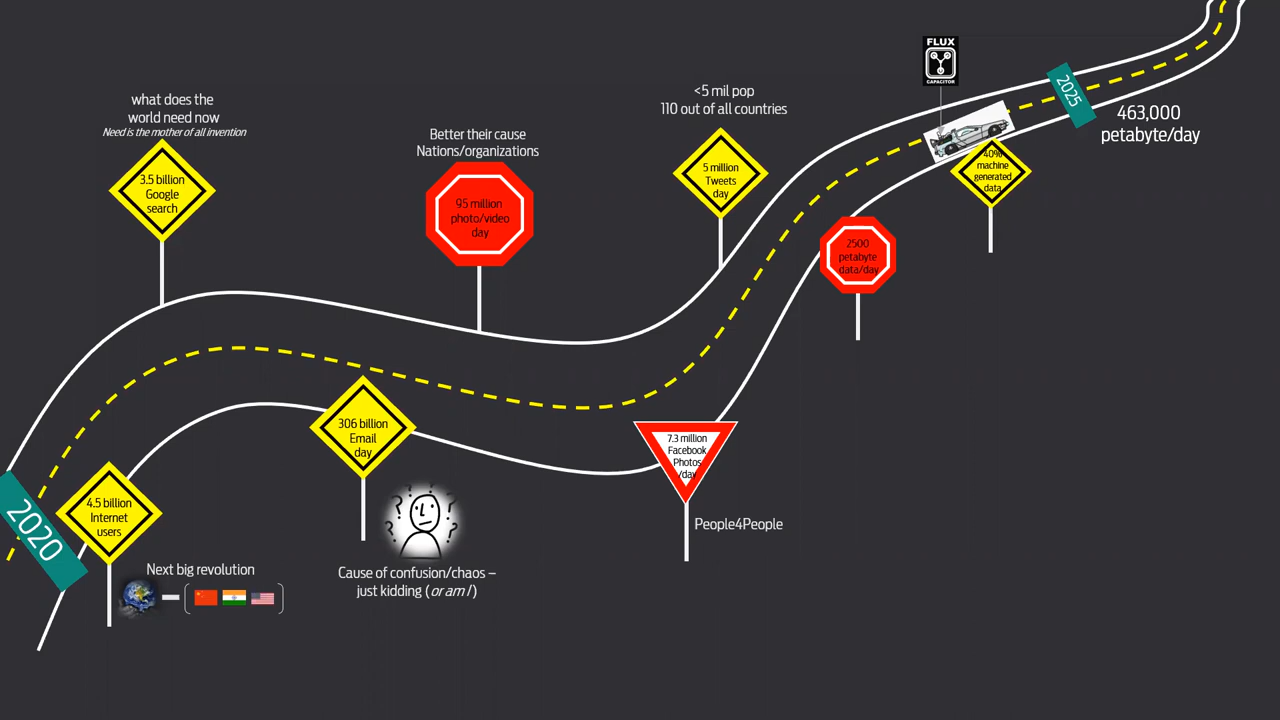 what does the
world need now
Need is the mother of all invention
3.5 billion
Google
search
Better their cause
Nations/organizations
95 million
photo/video
day
<5 mil pop
110 out of all countries
5 million
Tweets
day
FLUX
CAPACITOR
2025
463,000
petabyte/day
40%
machine
generated
data
2500
petabyte
data/day
2020
4.5 billion
Internet
users
Next big revolution
306 billion
Email
day
Cause of confusion/chaos –
just kidding (or am I)
7.3 million
Facebook
Photos
/day
People4People